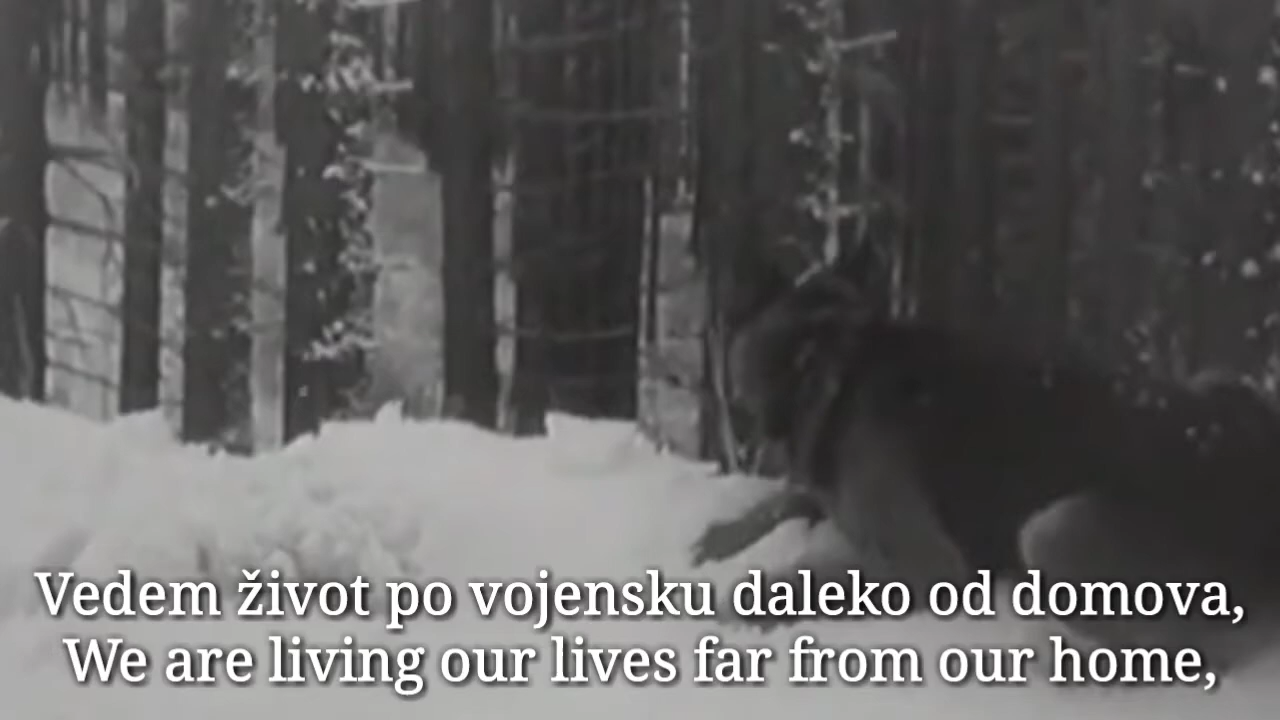 Vedem život po vojensku daleko od domova,
We are living our lives far from our home,